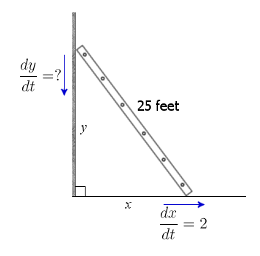 dy/dt =?
25 feet
y
x
dx/dt = 2